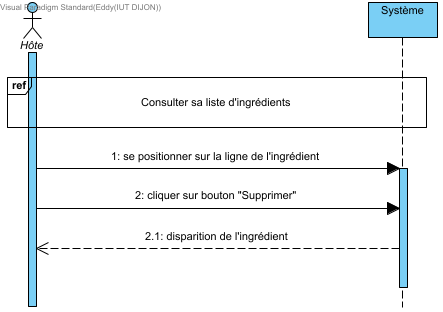 Visual Paradigm Standard(Eddy(IUT DIJON))
Hôte
Système
ref
Consulter sa liste d'ingrédients
1: se positionner sur la ligne de l'ingrédient
2: cliquer sur bouton "Supprimer"
2.1: disparition de l'ingrédient